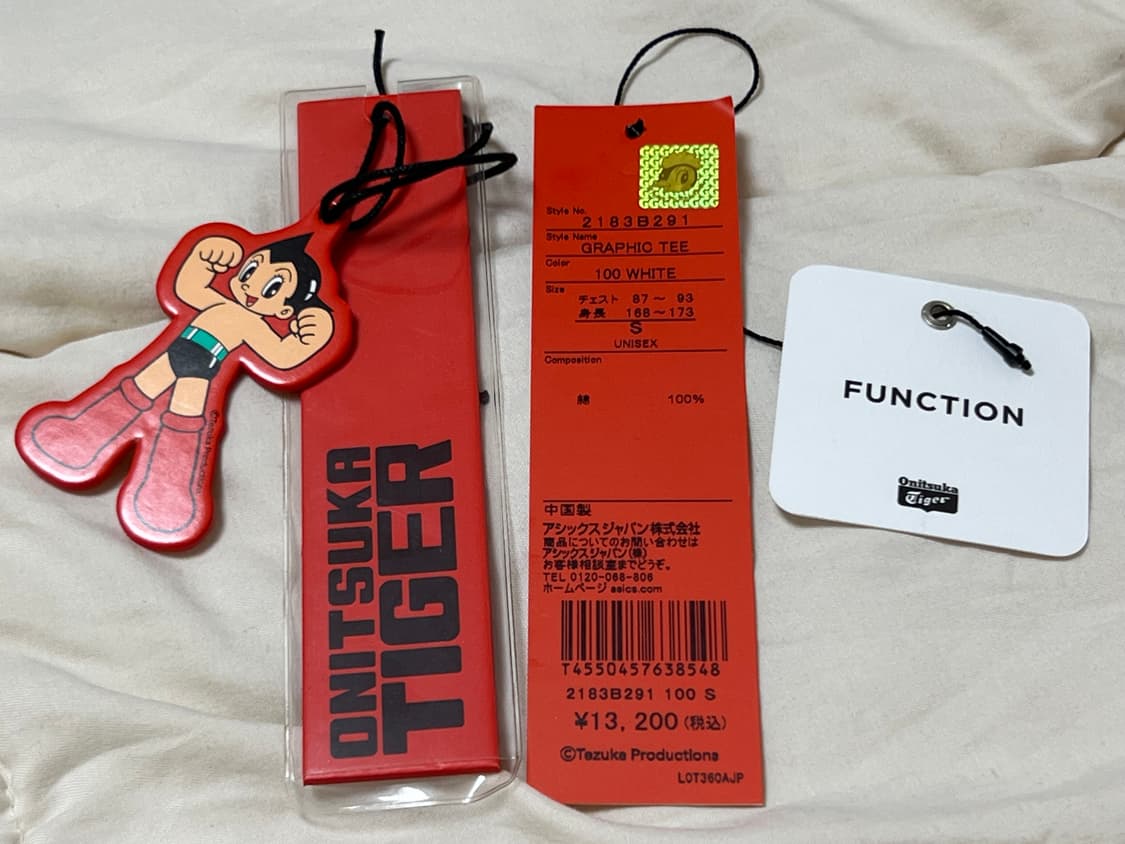 ©Tezuka Productions
ONITSUKA
TIGER
Style No.
2183B291
Style Name
GRAPHIC TEE
Color
100 WHITE
Size
チェスト 87～ 93
身長 168～173
S
UNISEX
Composition
綿 100%
中国製
アシックスジャパン株式会社
商品についてのお問い合わせは
アシックスジャパン(株)
お客様相談室までどうぞ。
TEL 0120-068-806
ホームページ asics.com
T4550457638548
2183B291 100 S
¥13,200(税込)
©Tezuka Productions
LOT360AJP
FUNCTION
Onitsuka
Tiger